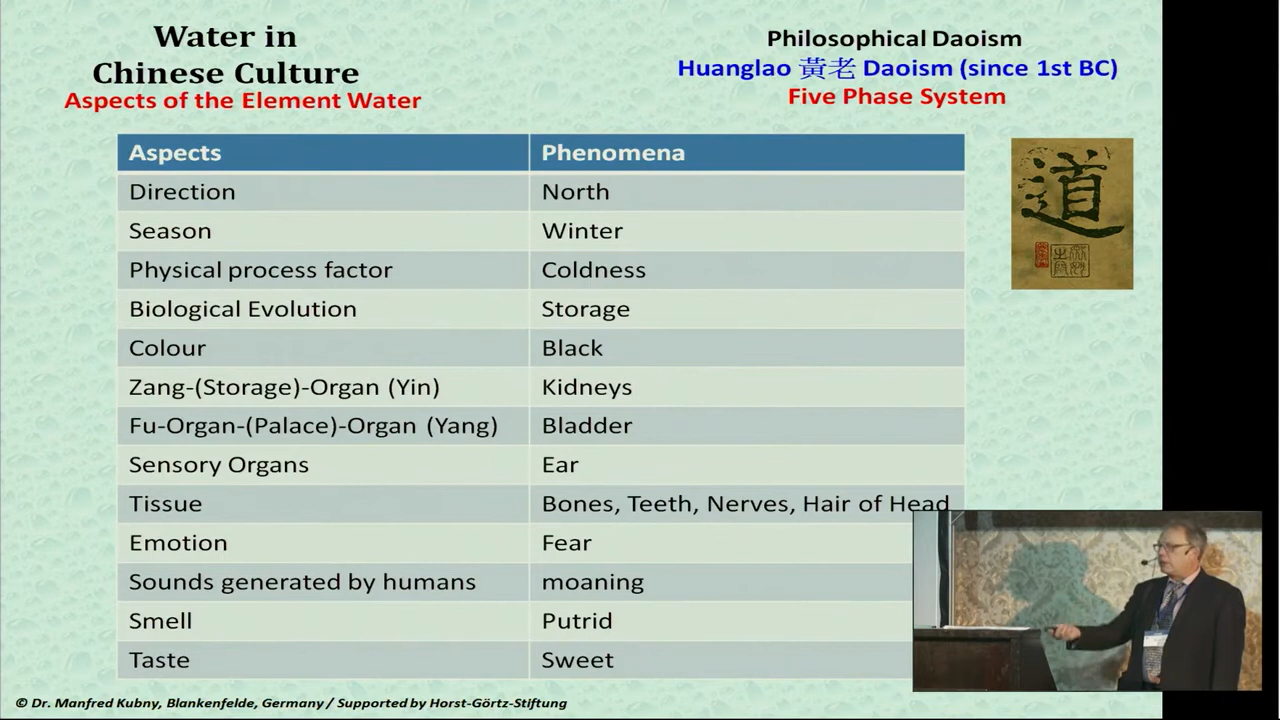 Water in
Chinese Culture
Aspects of the Element Water
Philosophical Daoism
Huanglao 黃老 Daoism (since 1st BC)
Five Phase System
Aspects Phenomena
Direction North
Season Winter
Physical process factor Coldness
Biological Evolution Storage
Colour Black
Zang-(Storage)-Organ (Yin) Kidneys
Fu-Organ-(Palace)-Organ (Yang) Bladder
Sensory Organs Ear
Tissue Bones, Teeth, Nerves, Hair of Head
Emotion Fear
Sounds generated by humans moaning
Smell Putrid
Taste Sweet
道
© Dr. Manfred Kubny, Blankenfelde, Germany / Supported by Horst-Görtz-Stiftung